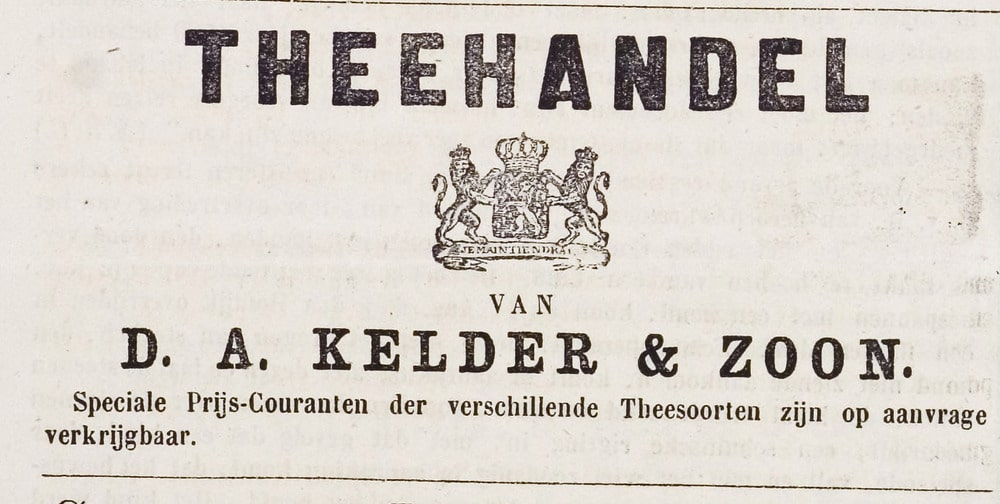 THEEHANDEL
JE MAINTIENDRAI
VAN
D. A. KELDER & ZOON.
Speciale Prijs-Couranten der verschillende Theesoorten zijn op aanvrage
verkrijgbaar.